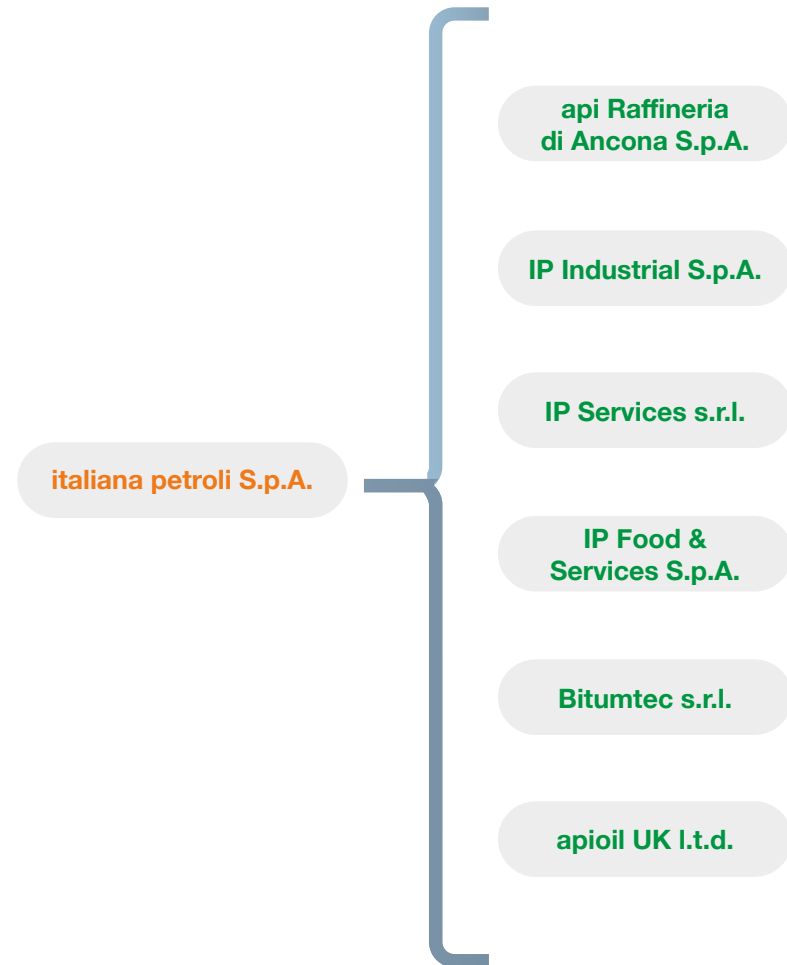 api Raffineria
di Ancona S.p.A.
IP Industrial S.p.A.
IP Services s.r.l.
italiana petroli S.p.A.
IP Food &
Services S.p.A.
Bitumtec s.r.l.
apioil UK l.t.d.